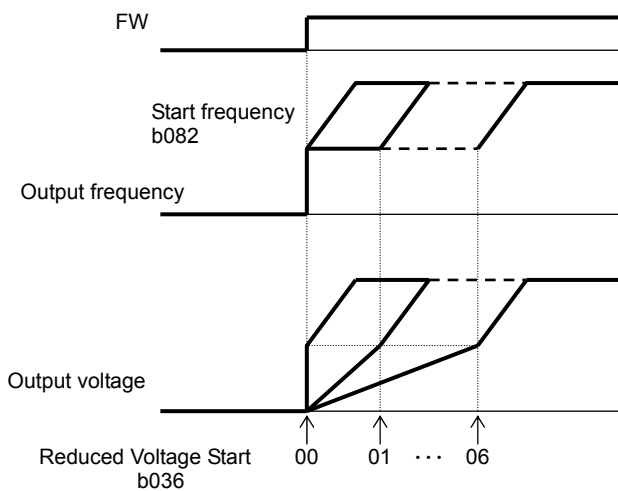 FW
Start frequency
b082
Output frequency
Output voltage
Reduced Voltage Start 00 01 ··· 06
b036